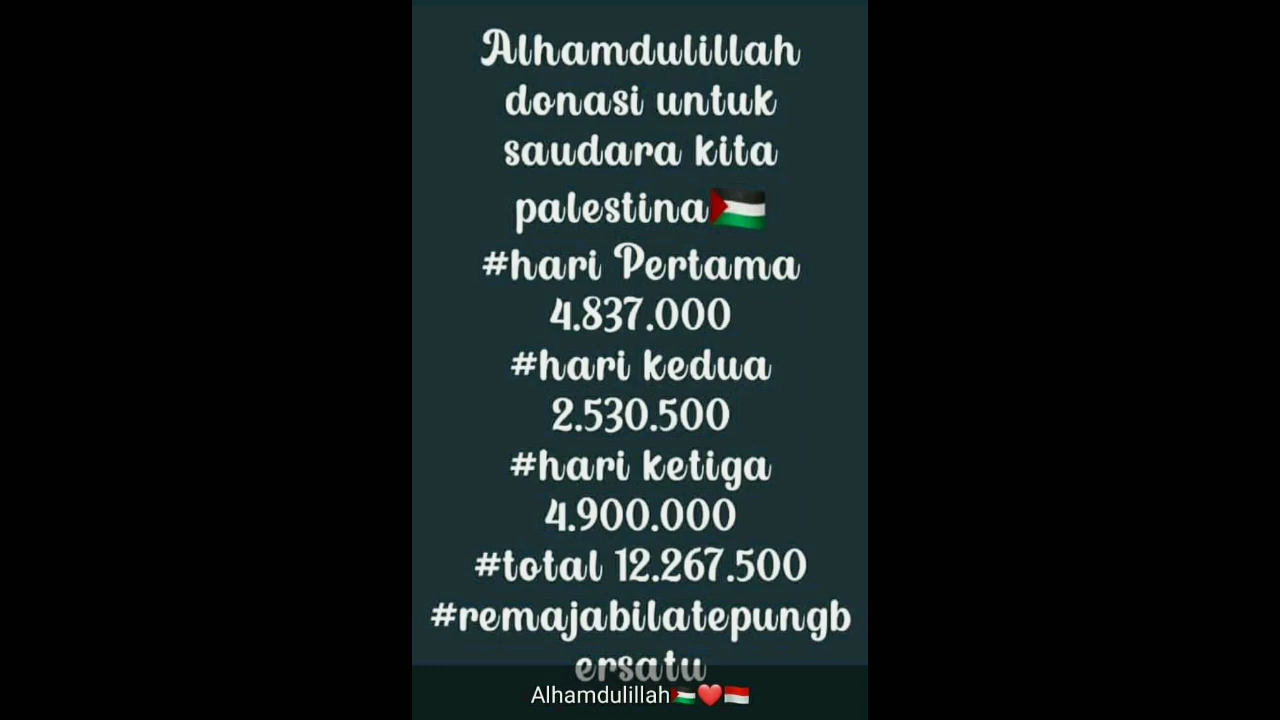 Alhamdulillah
donasi untuk
saudara kita
palestina🇵🇸
#hari Pertama
4.837.000
#hari kedua
2.530.500
#hari ketiga
4.900.000
#total 12.267.500
#remajabilatepungb
ersatu
Alhamdulillah🇵🇸❤️🇮🇩